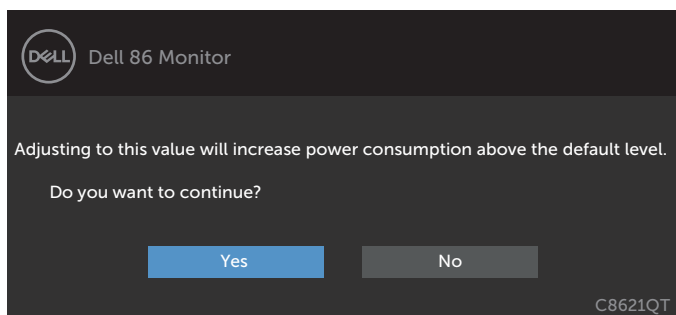 DELL
Dell 86 Monitor
Adjusting to this value will increase power consumption above the default level.
Do you want to continue?
Yes
No
C8621QT